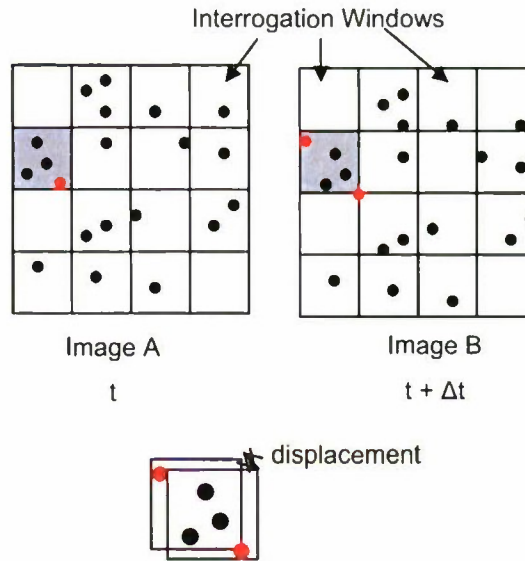 Interrogation Windows
Image A
Image B
t
t + Δt
displacement